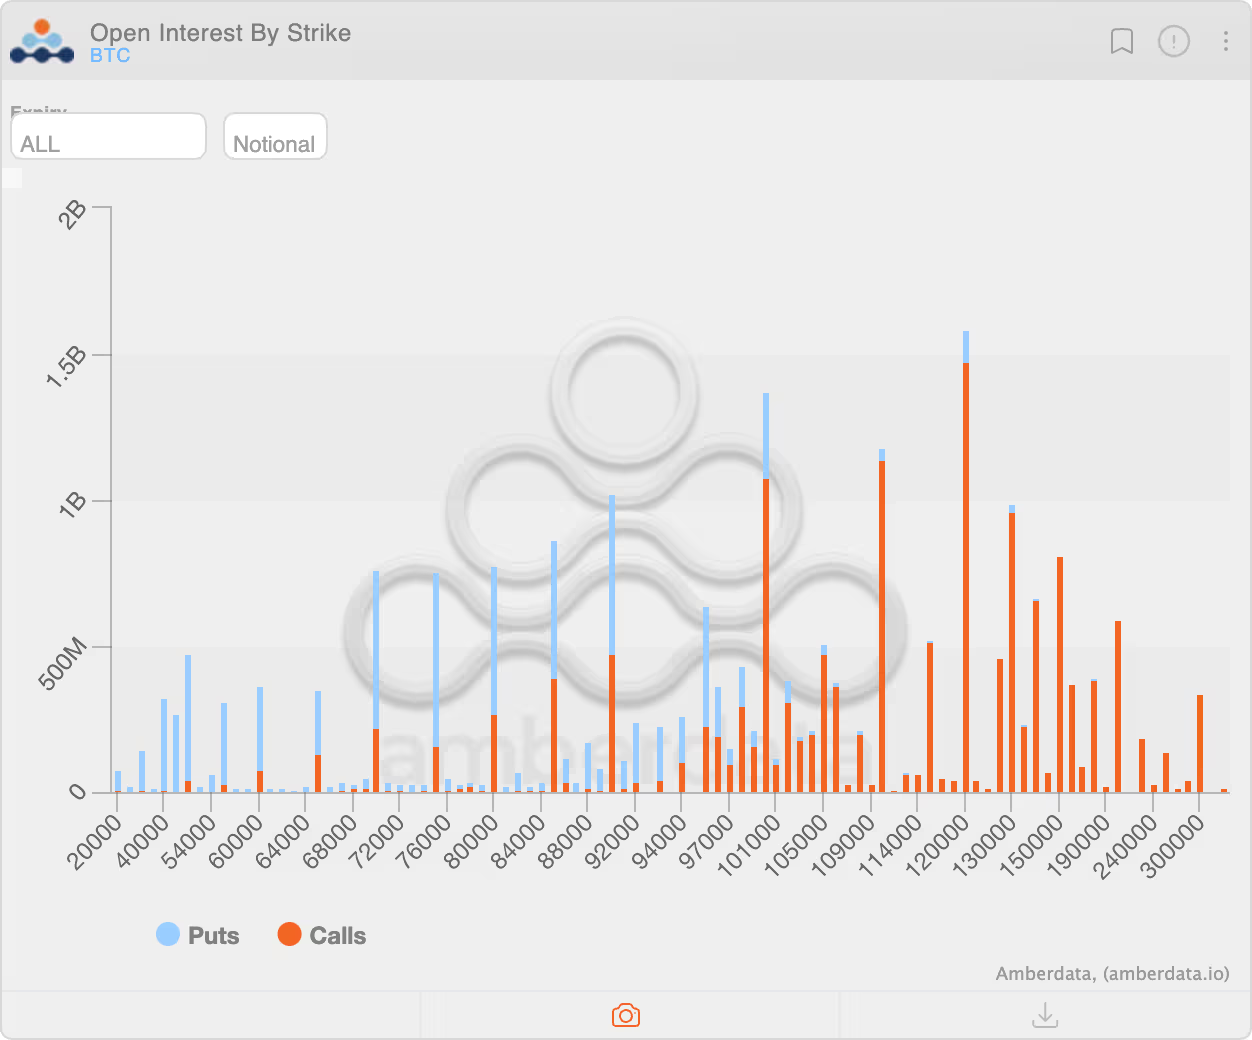 Open Interest By Strike
BTC
Expiry
ALL
Notional
2B
1.5B
1B
500M
0
amberdata
20000
40000
54000
60000
64000
68000
72000
76000
80000
84000
88000
92000
94000
97000
101000
105000
109000
114000
120000
130000
150000
190000
240000
300000
Puts
Calls
Amberdata, (amberdata.io)